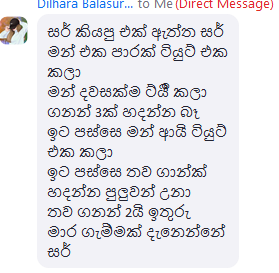 Dilhara Balasur... to Me (Direct Message)
සර් කියපු එක් ඇත්ත සර්
මන් එක පාරක් ටියුට් එක
කලා
මන් දවසක්ම ට්රයි කලා
ගනන් 3ක් හදන්න බෑ
ඉට පස්සෙ මන් ආයි ටියුට්
එක කලා
ඉට පස්සෙ තව ගාන්ක්
හදන්න පුලුවන් උනා
තව ගනන් 2යි ඉතුරු
මාර ගැම්මක් දැනෙන්නේ
සර්